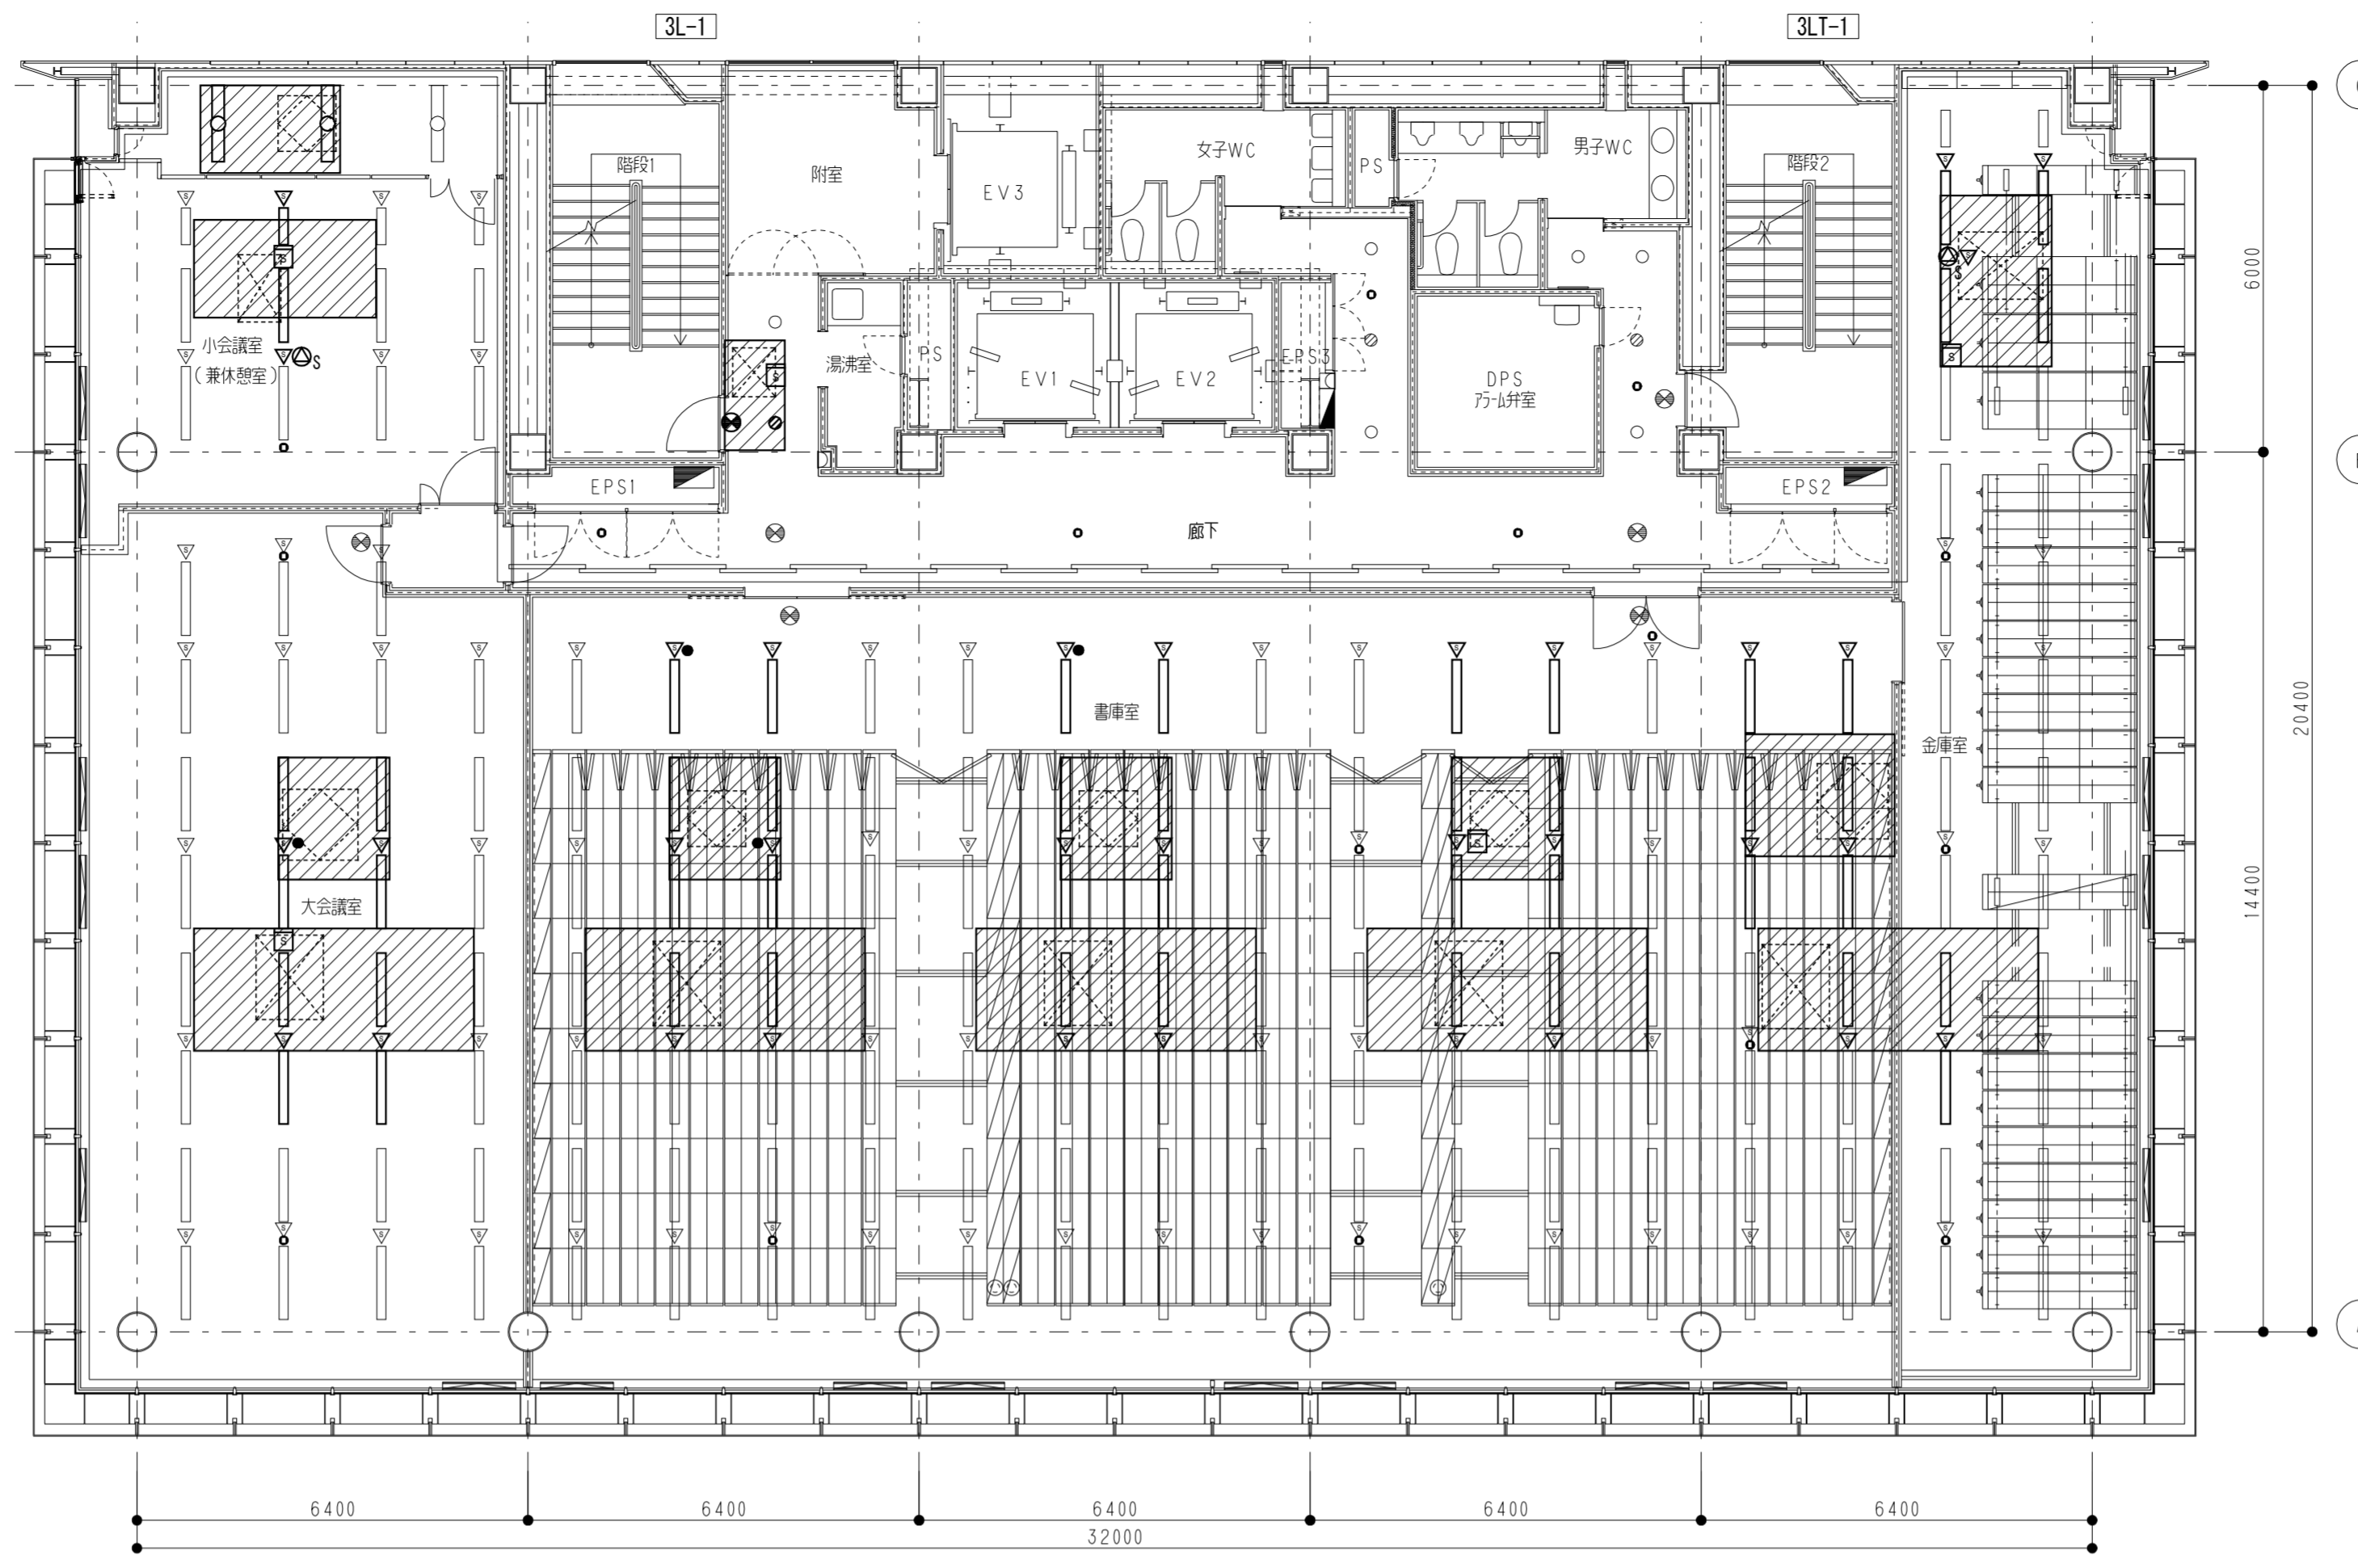 3L-1
3LT-1
階段1
附室
EV3
女子WC
PS
男子WC
階段2
小会議室
(兼休憩室)
S
湯沸室
PS
EV1
EV2
EPS3
DPS
アラーム弁室
EPS1
EPS2
廊下
書庫室
金庫室
大会議室
6000
14400
20400
6400
6400
6400
6400
6400
32000